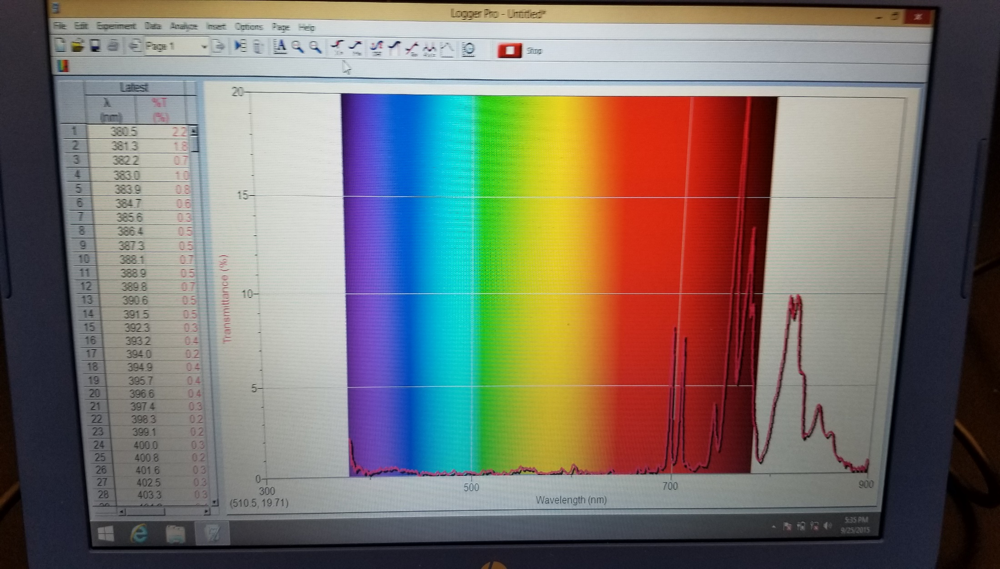 Logger Pro - Untitled*
File Edit Experiment Data Analyze Insert Options Page Help
Page 1
Stop
Latest
λ %T
(nm) (%)
1 380.5 2.2
2 381.3 1.8
3 382.2 0.7
4 383.0 1.0
5 383.9 0.8
6 384.7 0.6
7 385.6 0.3
8 386.4 0.5
9 387.3 0.5
10 388.1 0.7
11 388.9 0.5
12 389.8 0.7
13 390.6 0.5
14 391.5 0.5
15 392.3 0.3
16 393.2 0.4
17 394.0 0.2
18 394.9 0.4
19 395.7 0.4
20 396.6 0.4
21 397.4 0.3
22 398.3 0.2
23 399.1 0.2
24 400.0 0.3
25 400.8 0.2
26 401.6 0.3
27 402.5 0.3
28 403.3 0.3
20
15
10
5
0
Transmittance (%)
300 500 700 900
Wavelength (nm)
(510.5, 19.71)
5:35 PM
9/25/2015